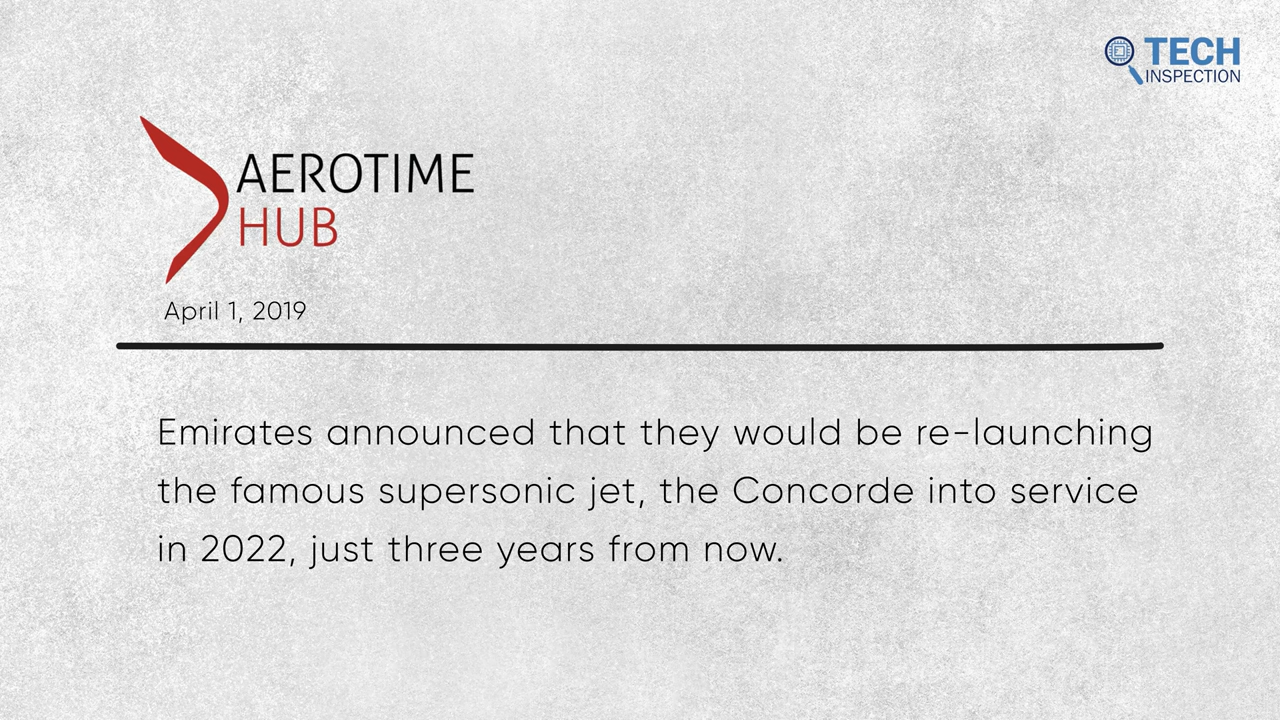 TECH
INSPECTION
AEROTIME
HUB
April 1, 2019
Emirates announced that they would be re-launching
the famous supersonic jet, the Concorde into service
in 2022, just three years from now.